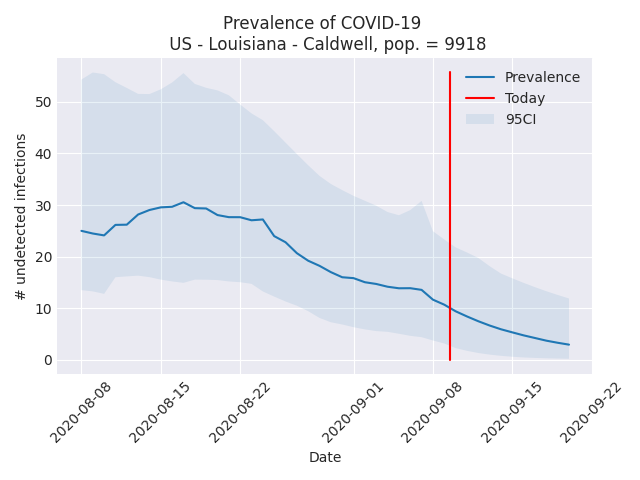 Prevalence of COVID-19
US - Louisiana - Caldwell, pop. = 9918
Prevalence
Today
95CI
# undetected infections
50
40
30
20
10
0
2020-08-08
2020-08-15
2020-08-22
2020-09-01
2020-09-08
2020-09-15
2020-09-22
Date